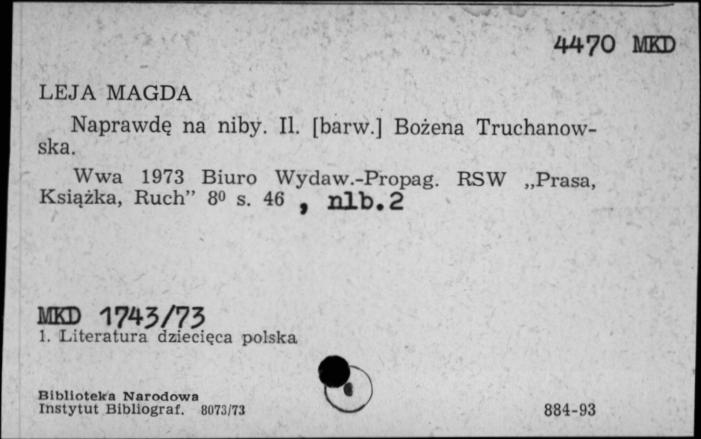 4470 MKD
LEJA MAGDA
Naprawdę na niby. Il. [barw.] Bożena Truchanow-
ska.
Wwa 1973 Biuro Wydaw.-Propag. RSW „Prasa,
Książka, Ruch” 8⁰ s. 46 , nlb.2
MKD 1743/73
1. Literatura dziecięca polska
Biblioteka Narodowa
Instytut Bibliograf. 8073/73
884-93